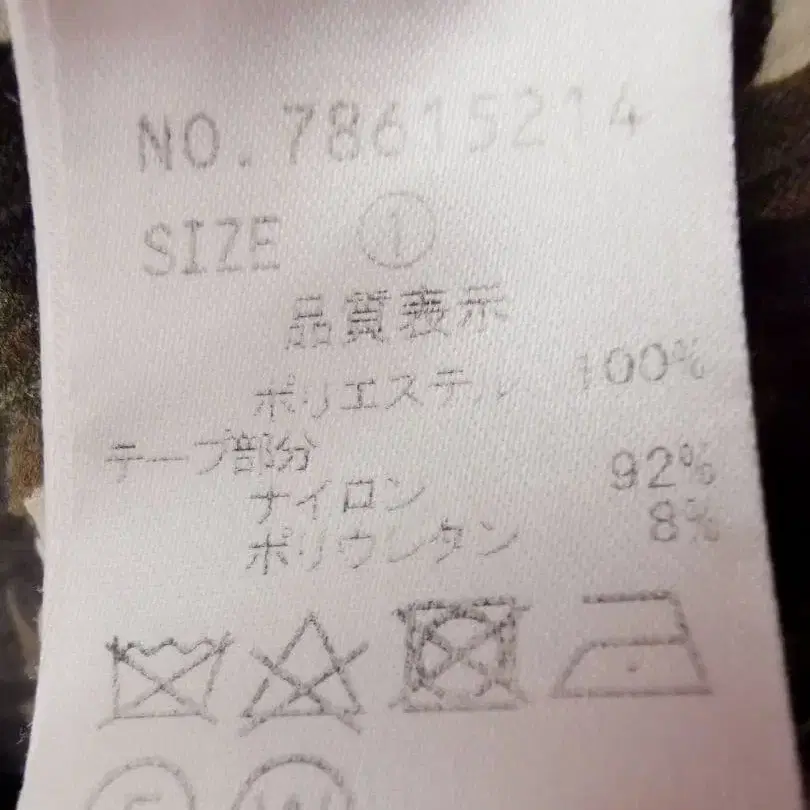 NO.78615214
SIZE ①
品質表示
ポリエステル 100%
テープ部分
ナイロン 92%
ポリウレタン 8%
F W